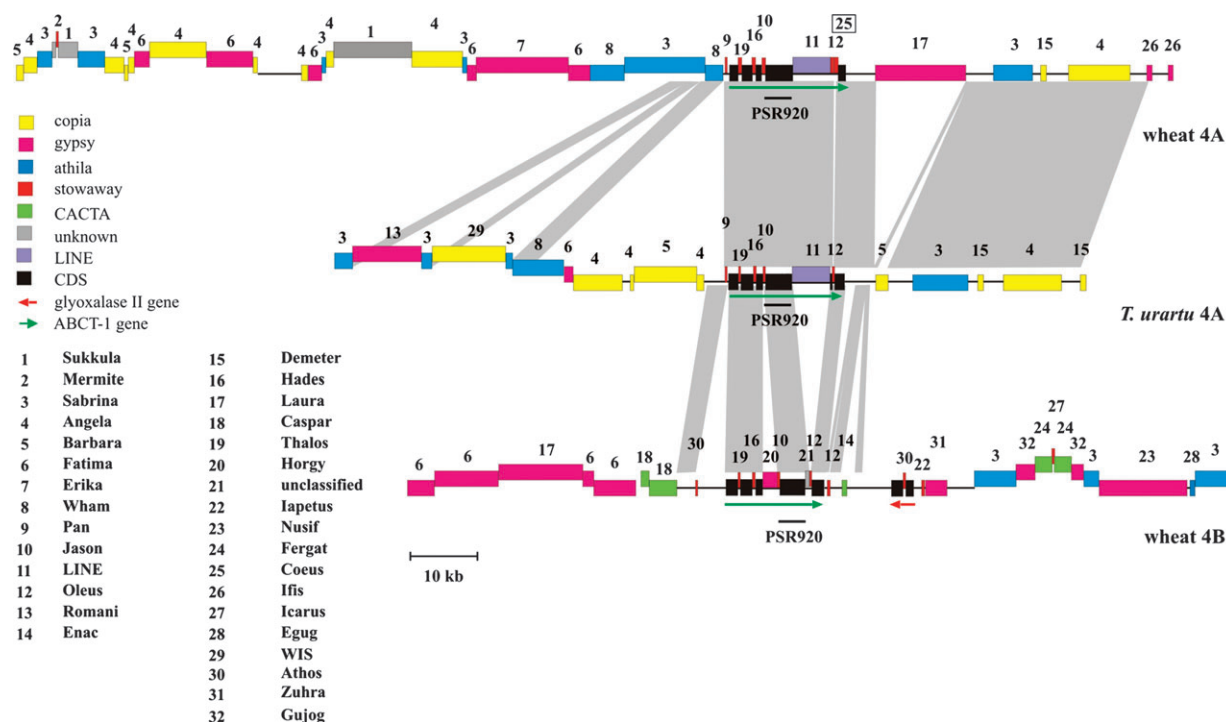 2 4 10 25
4 3 1 3 4 4 1 4 3 16 17 3 15 4 26 26
5 4 5 6 6 4 6 3 6 7 6 8 3 8 9 19 11 12
PSR920
wheat 4A
copia
gypsy
athila
stowaway
CACTA
unknown
LINE
CDS
glyoxalase II gene
ABCT-1 gene
9 10
3 13 3 29 3 8 6 4 4 5 4 19 16 11 12 5 3 15 4 15
PSR920
T. urartu 4A
1 Sukkula
2 Mermite
3 Sabrina
4 Angela
5 Barbara
6 Fatima
7 Erika
8 Wham
9 Pan
10 Jason
11 LINE
12 Oleus
13 Romani
14 Enac
15 Demeter
16 Hades
17 Laura
18 Caspar
19 Thalos
20 Horgy
21 unclassified
22 Iapetus
23 Nusif
24 Fergat
25 Coeus
26 Ifis
27 Icarus
28 Egug
29 WIS
30 Athos
31 Zuhra
32 Gujog
27
30 16 10 12 14 24 24
6 6 17 6 6 18 18 19 20 21 12 30 22 31 3 32 32 3 23 28 3
PSR920
wheat 4B
10 kb